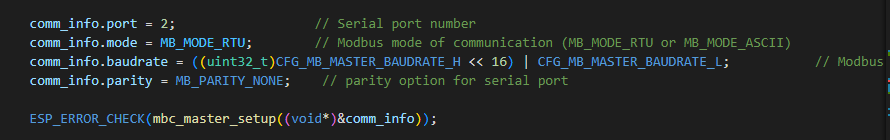 comm_info.port = 2; // Serial port number
comm_info.mode = MB_MODE_RTU; // Modbus mode of communication (MB_MODE_RTU or MB_MODE_ASCII)
comm_info.baudrate = ((uint32_t)CFG_MB_MASTER_BAUDRATE_H << 16) | CFG_MB_MASTER_BAUDRATE_L; // Modbus
comm_info.parity = MB_PARITY_NONE; // parity option for serial port
ESP_ERROR_CHECK(mbc_master_setup((void*)&comm_info));